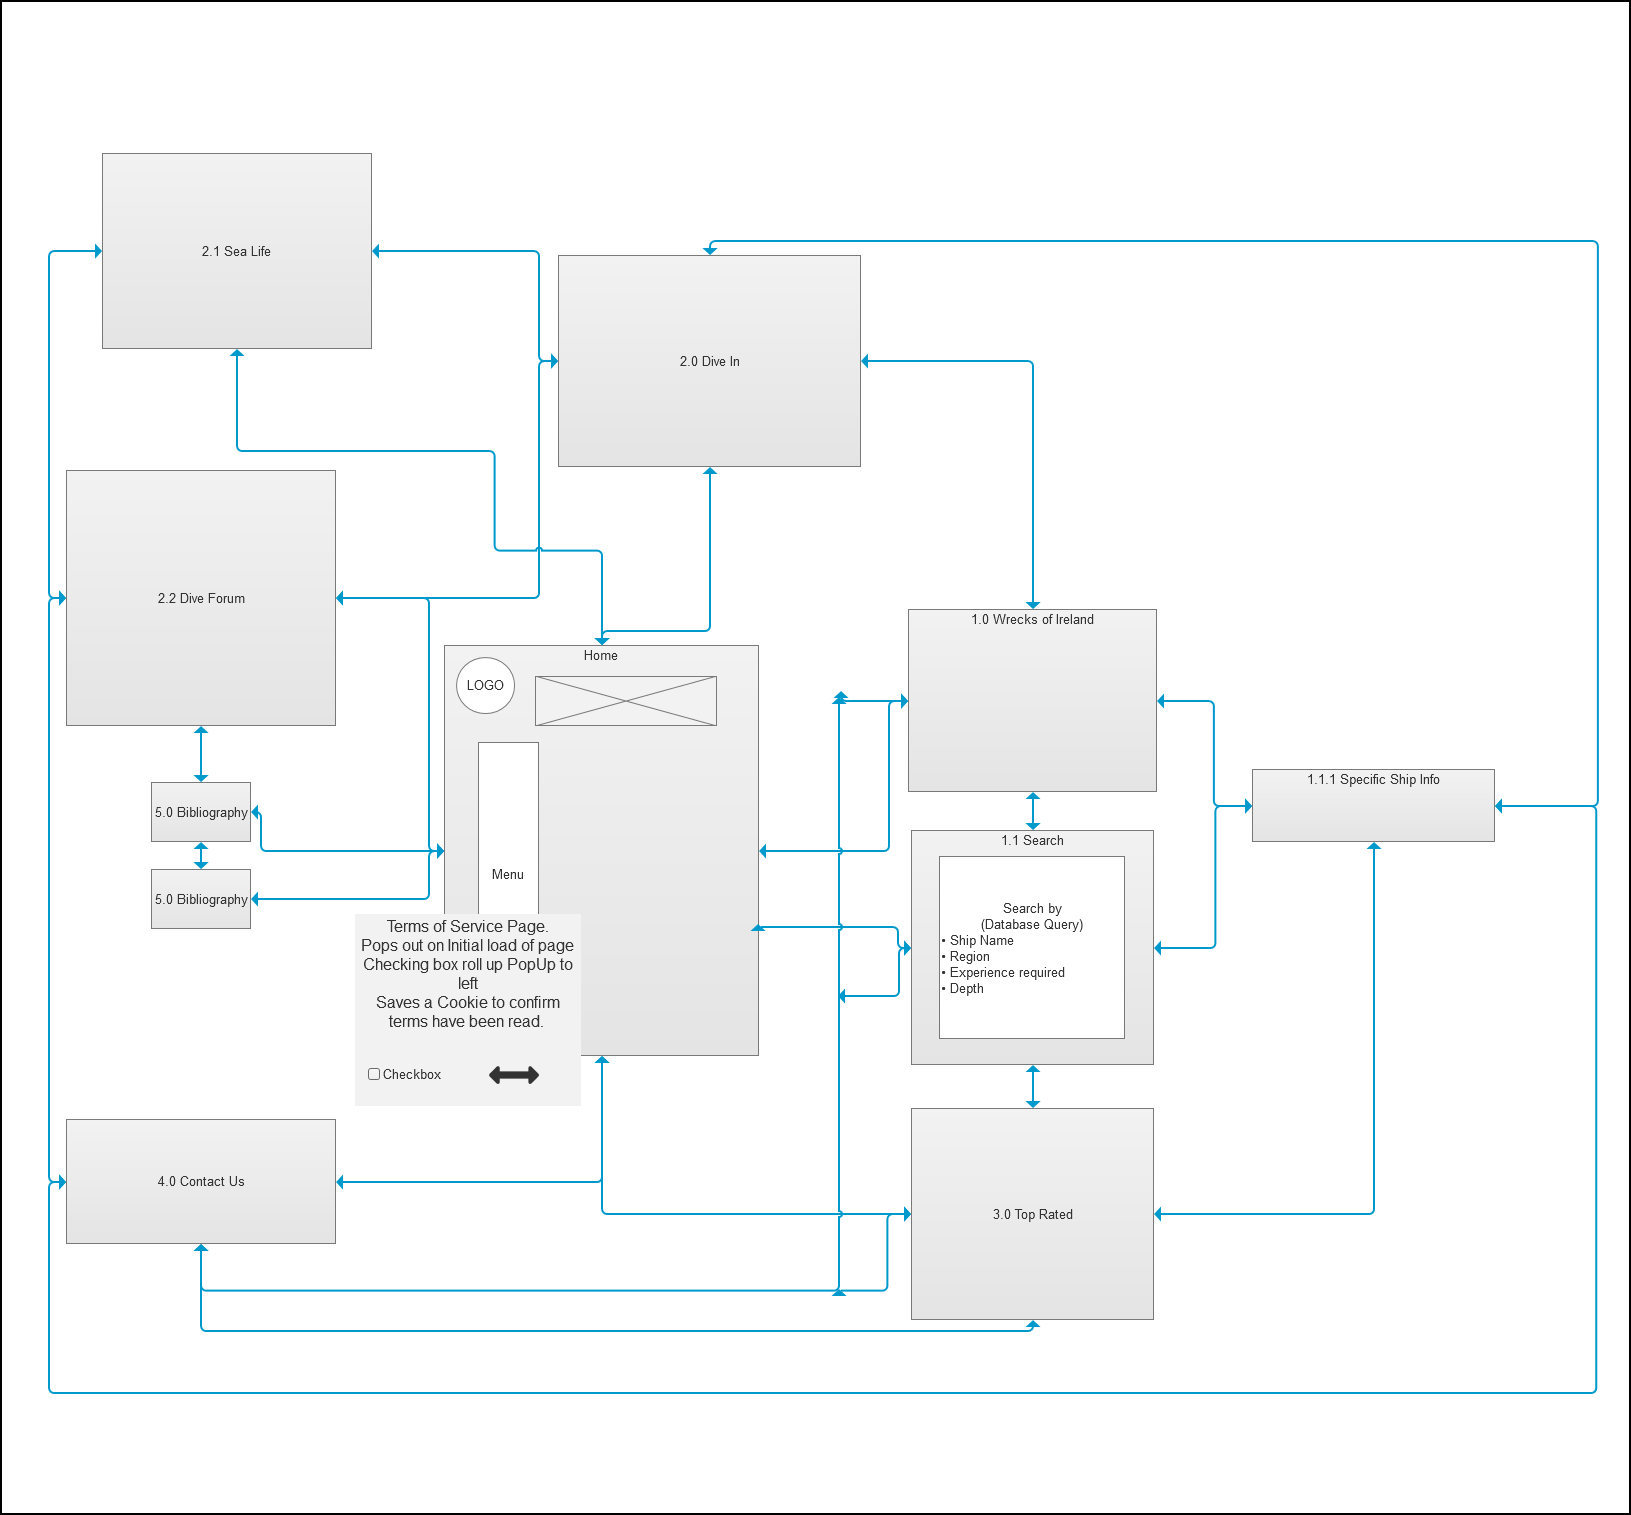 2.1 Sea Life
2.0 Dive In
2.2 Dive Forum
1.0 Wrecks of Ireland
Home
LOGO
Menu
1.1.1 Specific Ship Info
5.0 Bibliography
5.0 Bibliography
1.1 Search
Search by
(Database Query)
• Ship Name
• Region
• Experience required
• Depth
Terms of Service Page.
Pops out on Initial load of page
Checking box roll up PopUp to
left
Saves a Cookie to confirm
terms have been read.
Checkbox
4.0 Contact Us
3.0 Top Rated